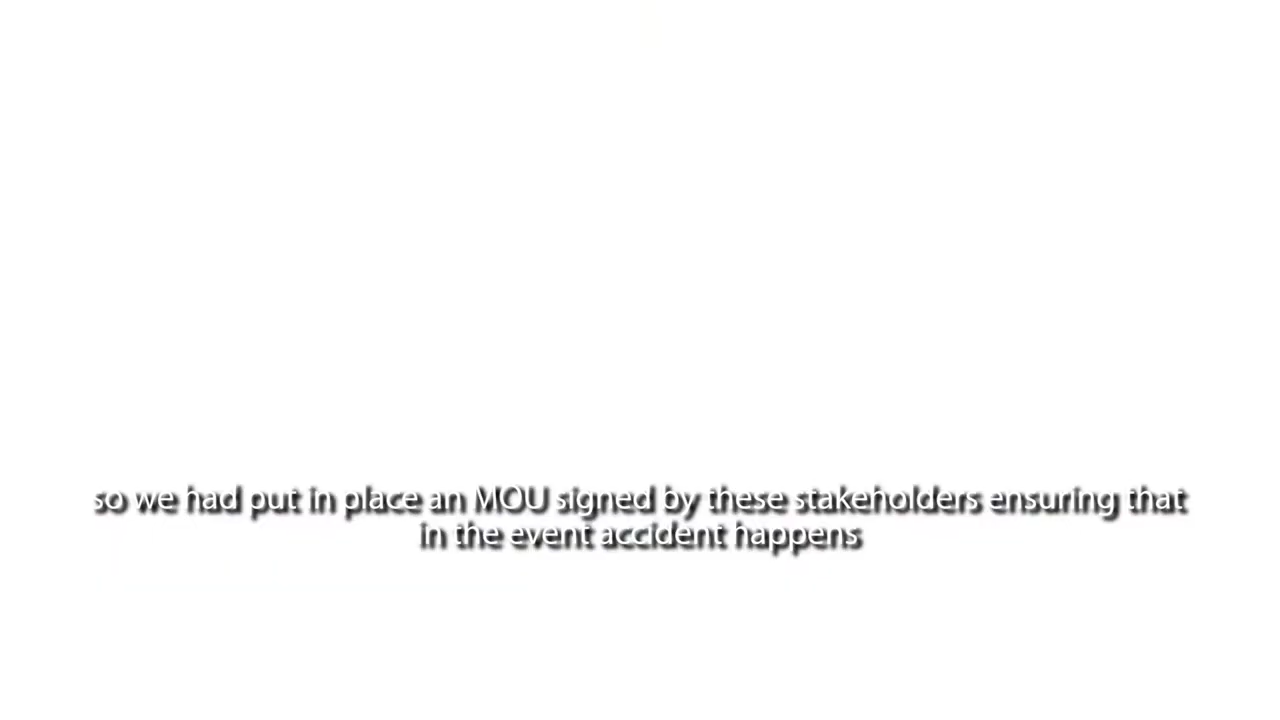 so we had put in place an MOU signed by these stakeholders ensuring that
in the event accident happens